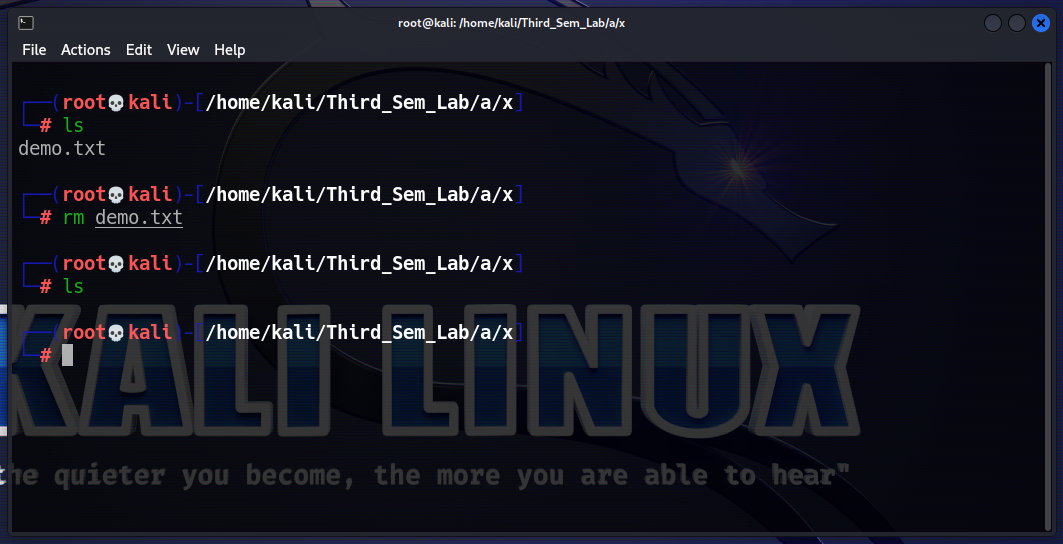 root@kali: /home/kali/Third_Sem_Lab/a/x
File Actions Edit View Help
┌──(root💀kali)-[/home/kali/Third_Sem_Lab/a/x]
└─# ls
demo.txt
┌──(root💀kali)-[/home/kali/Third_Sem_Lab/a/x]
└─# rm demo.txt
┌──(root💀kali)-[/home/kali/Third_Sem_Lab/a/x]
└─# ls
┌──(root💀kali)-[/home/kali/Third_Sem_Lab/a/x]
└─#
KALI LINUX
the quieter you become, the more you are able to hear"